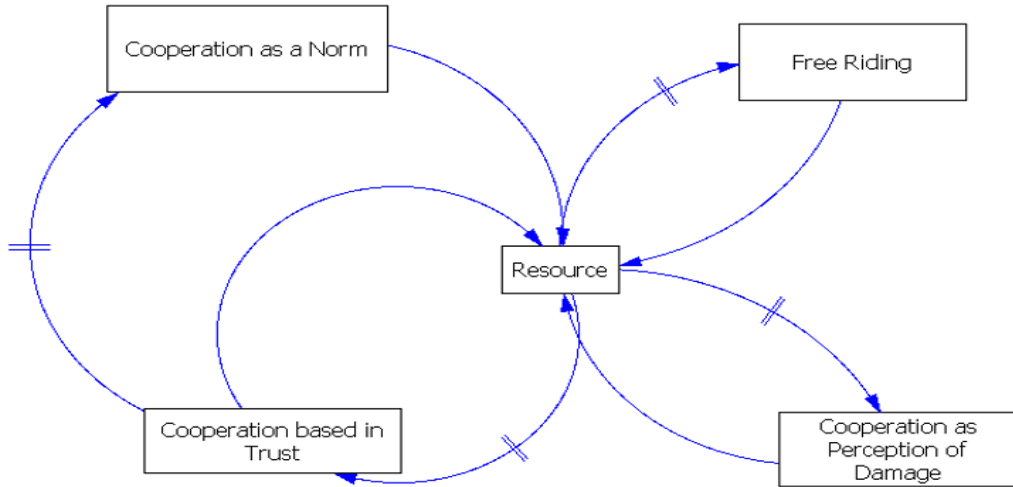 Cooperation as a Norm
Free Riding
Resource
Cooperation based in
Trust
Cooperation as
Perception of
Damage